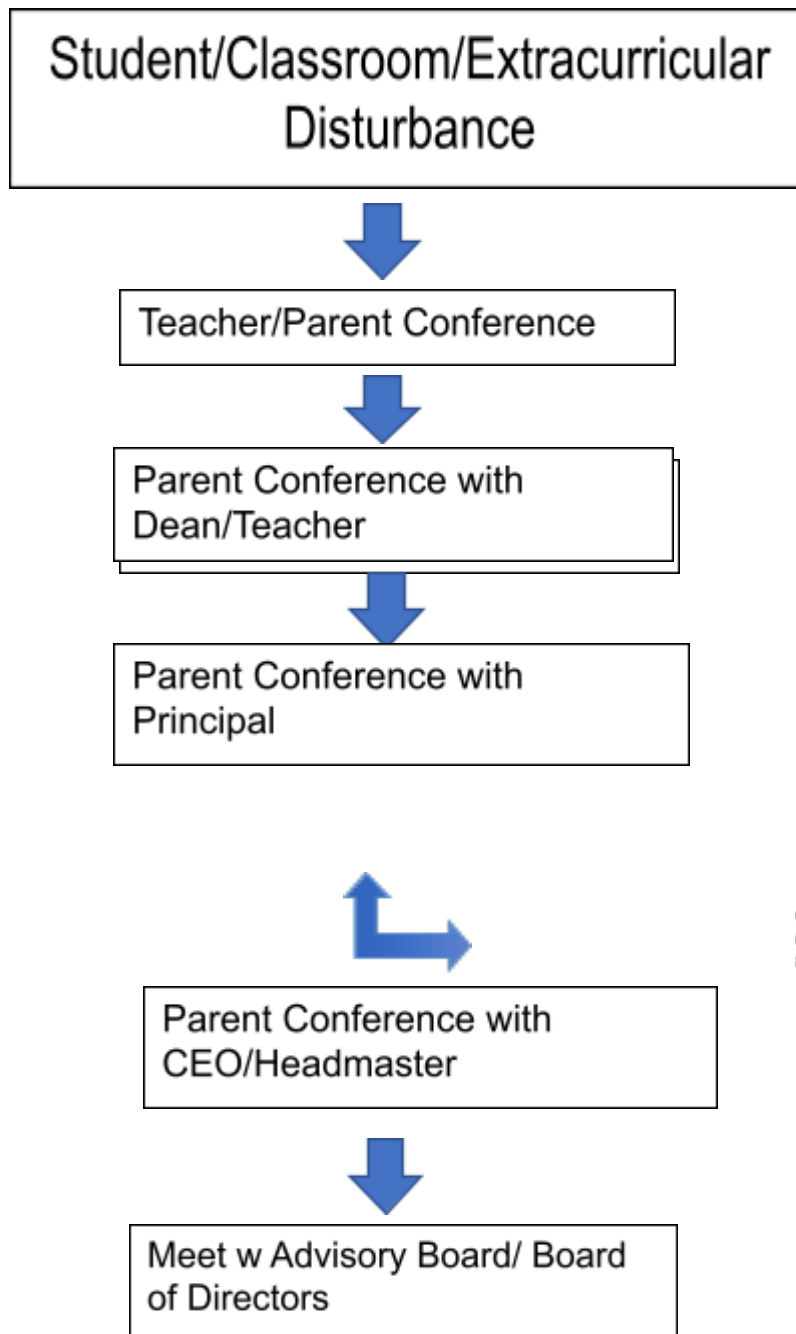 Student/Classroom/Extracurricular
Disturbance
Teacher/Parent Conference
Parent Conference with
Dean/Teacher
Parent Conference with
Principal
Parent Conference with
CEO/Headmaster
Meet w Advisory Board/ Board
of Directors